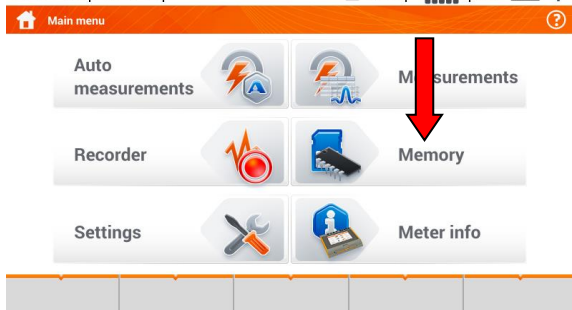 Main menu
?
Auto
measurements
Measurements
Recorder
Memory
Settings
Meter info